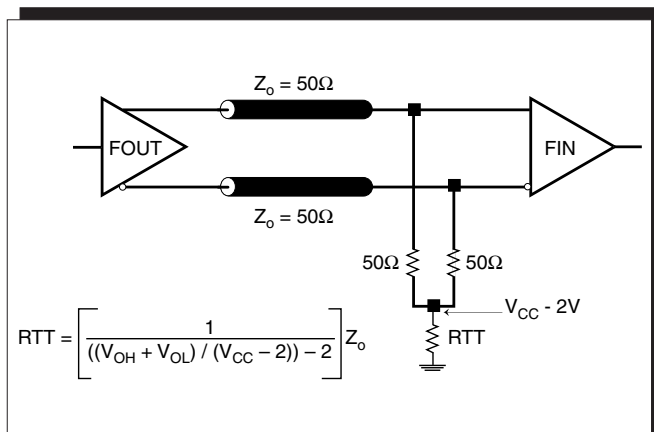 Zo = 50Ω
FOUT
FIN
Zo = 50Ω
50Ω
50Ω
VCC - 2V
RTT
RTT = [ 1 / ((VOH + VOL) / (VCC – 2)) – 2 ] Zo